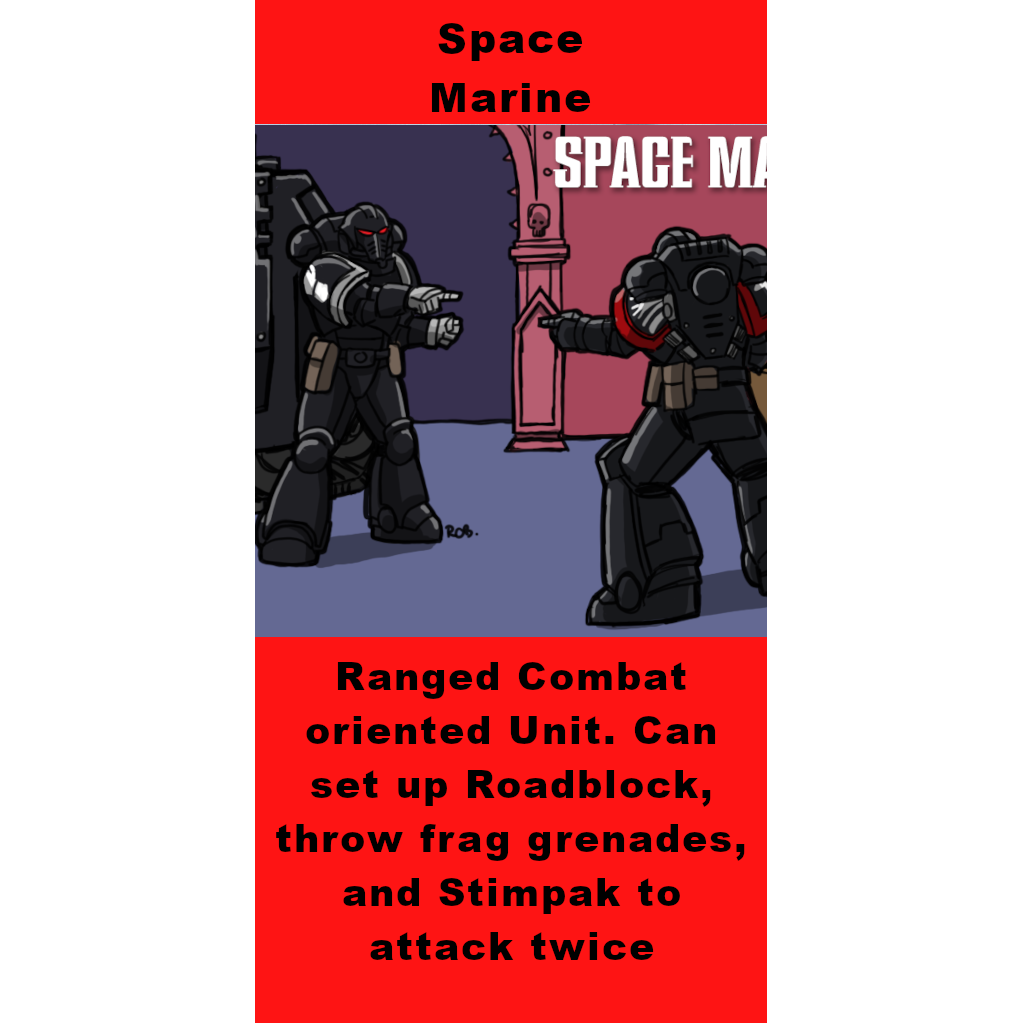 Space
Marine
SPACE MA
ROB.
Ranged Combat
oriented Unit. Can
set up Roadblock,
throw frag grenades,
and Stimpak to
attack twice